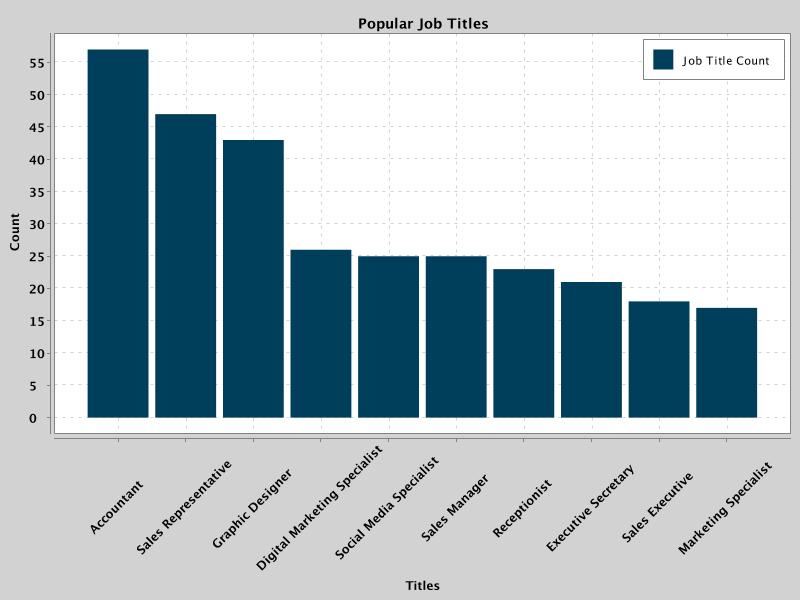 Popular Job Titles
Job Title Count
Count
55
50
45
40
35
30
25
20
15
10
5
0
Accountant
Sales Representative
Graphic Designer
Digital Marketing Specialist
Social Media Specialist
Sales Manager
Receptionist
Executive Secretary
Sales Executive
Marketing Specialist
Titles